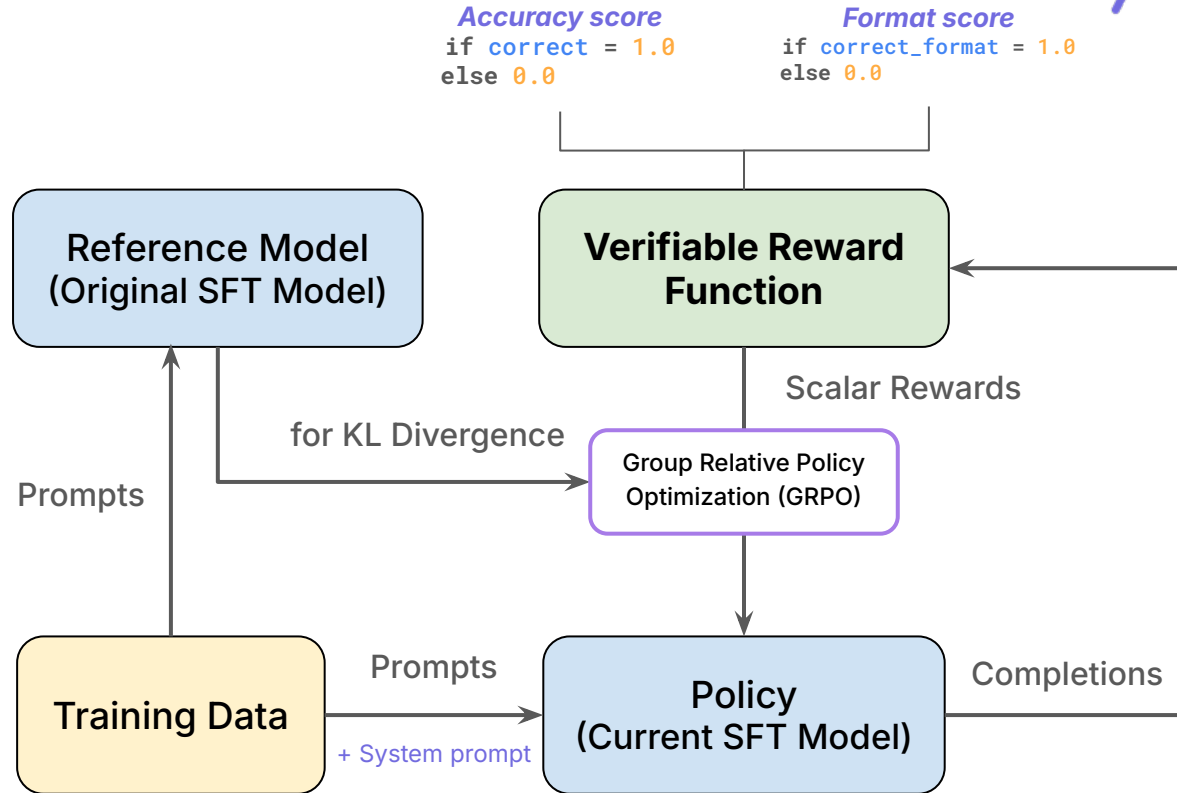 Accuracy score
if correct = 1.0
else 0.0
Format score
if correct_format = 1.0
else 0.0
Reference Model
(Original SFT Model)
Verifiable Reward
Function
Scalar Rewards
for KL Divergence
Group Relative Policy
Optimization (GRPO)
Prompts
Training Data
Prompts
+ System prompt
Policy
(Current SFT Model)
Completions